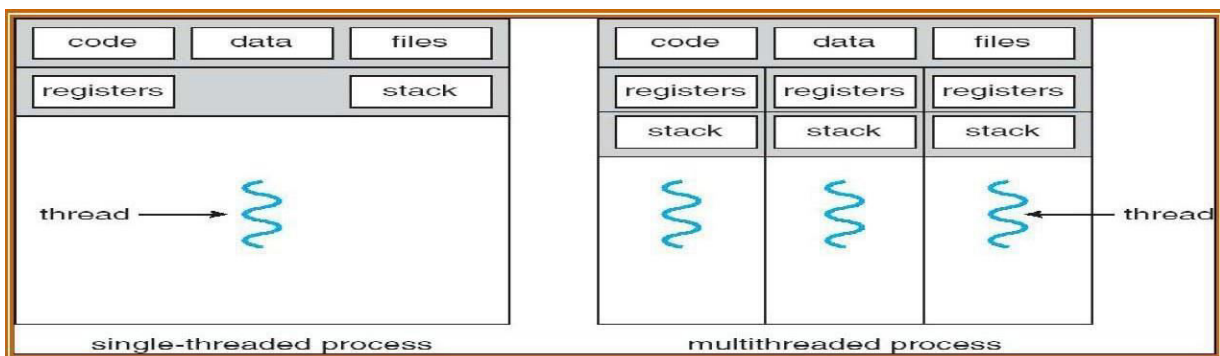 code data files code data files
registers stack registers registers registers
stack stack stack
thread thread
single-threaded process multithreaded process